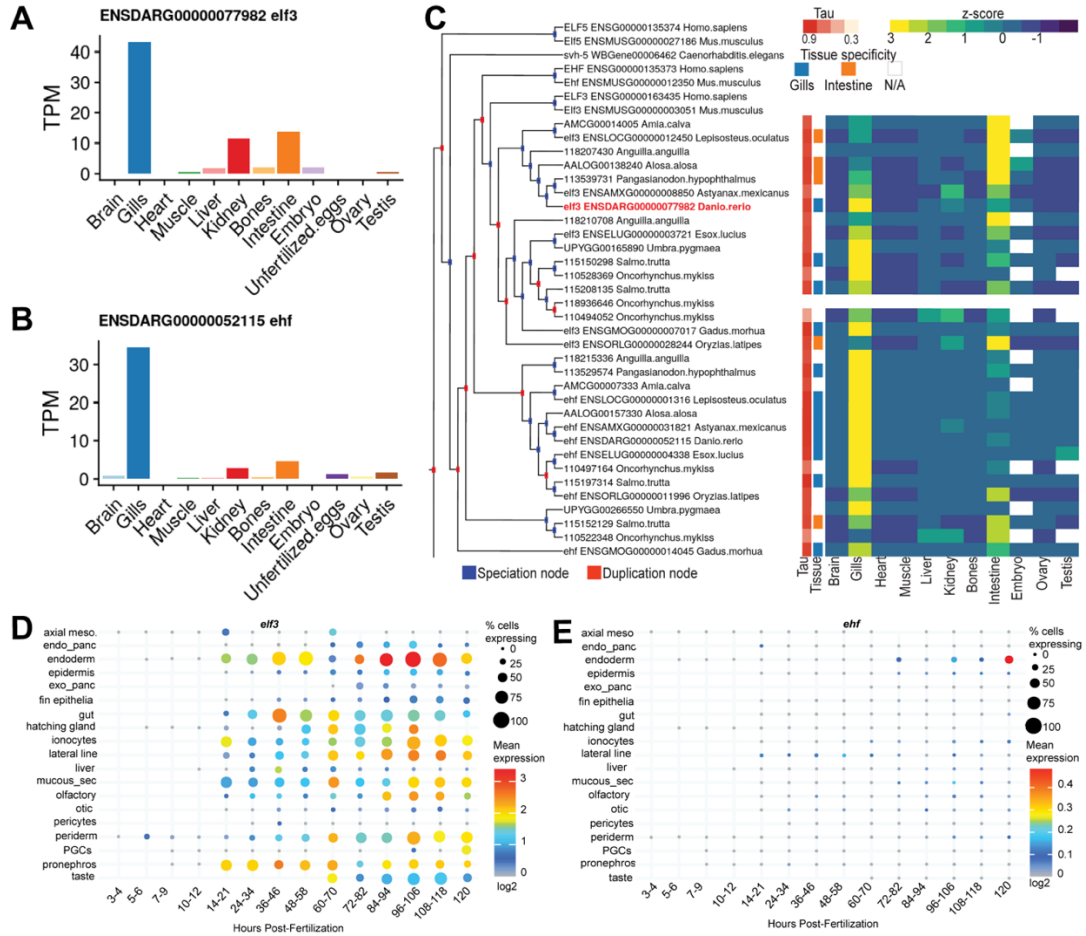 A
ENSDARG00000077982 elf3
TPM
40
30
20
10
0
Brain
Gills
Heart
Muscle
Liver
Kidney
Bones
Intestine
Embryo
Unfertilized.eggs
Ovary
Testis
B
ENSDARG00000052115 ehf
TPM
30
20
10
0
Brain
Gills
Heart
Muscle
Liver
Kidney
Bones
Intestine
Embryo
Unfertilized.eggs
Ovary
Testis
C
ELF5 ENSG00000135374 Homo.sapiens
Elf5 ENSMUSG00000027186 Mus.musculus
svh-5 WBGene00006462 Caenorhabditis.elegans
EHF ENSG00000135373 Homo.sapiens
Ehf ENSMUSG00000012350 Mus.musculus
ELF3 ENSG00000163435 Homo.sapiens
Elf3 ENSMUSG00000003051 Mus.musculus
AMCG00014005 Amia.calva
elf3 ENSLOCG00000012450 Lepisosteus.oculatus
118207430 Anguilla.anguilla
AALOG00138240 Alosa.alosa
113539731 Pangasianodon.hypophthalmus
elf3 ENSAMXG00000008850 Astyanax.mexicanus
elf3 ENSDARG00000077982 Danio.rerio
118210708 Anguilla.anguilla
elf3 ENSELUG00000003721 Esox.lucius
UPYGG00165890 Umbra.pygmaea
115150298 Salmo.trutta
110528369 Oncorhynchus.mykiss
115208135 Salmo.trutta
118936646 Oncorhynchus.mykiss
110494052 Oncorhynchus.mykiss
elf3 ENSGMOG00000007017 Gadus.morhua
elf3 ENSORLG00000028244 Oryzias.latipes
118215336 Anguilla.anguilla
113529574 Pangasianodon.hypophthalmus
AMCG00007333 Amia.calva
ehf ENSLOCG00000001316 Lepisosteus.oculatus
AALOG00157330 Alosa.alosa
ehf ENSAMXG00000031821 Astyanax.mexicanus
ehf ENSDARG00000052115 Danio.rerio
ehf ENSELUG00000004338 Esox.lucius
110497164 Oncorhynchus.mykiss
115197314 Salmo.trutta
ehf ENSORLG00000011996 Oryzias.latipes
UPYGG00266550 Umbra.pygmaea
115152129 Salmo.trutta
110522348 Oncorhynchus.mykiss
ehf ENSGMOG00000014045 Gadus.morhua
Speciation node
Duplication node
Tau
0.9 0.3
z-score
3 2 1 0 -1
Tissue specificity
Gills Intestine N/A
Tau
Tissue
Brain
Gills
Heart
Muscle
Liver
Kidney
Bones
Intestine
Embryo
Ovary
Testis
D
elf3
axial meso.
endo_panc
endoderm
epidermis
exo_panc
fin epithelia
gut
hatching gland
ionocytes
lateral line
liver
mucous_sec
olfactory
otic
pericytes
periderm
PGCs
pronephros
taste
3-4
5-6
7-9
10-12
14-21
24-34
36-46
48-58
60-70
72-82
84-94
96-106
108-118
120
Hours Post-Fertilization
% cells
expressing
0
25
50
75
100
Mean
expression
3
2
1
0
log2
E
ehf
axial meso
endo_panc
endoderm
epidermis
exo_panc
fin epithelia
gut
hatching gland
ionocytes
lateral line
liver
mucous_sec
olfactory
otic
pericytes
periderm
PGCs
pronephros
taste
3-4
5-6
7-9
10-12
14-21
24-34
36-46
48-58
60-70
72-82
84-94
96-106
108-118
120
Hours Post-Fertilization
% cells
expressing
0
25
50
75
100
Mean
expression
0.4
0.3
0.2
0.1
0
log2